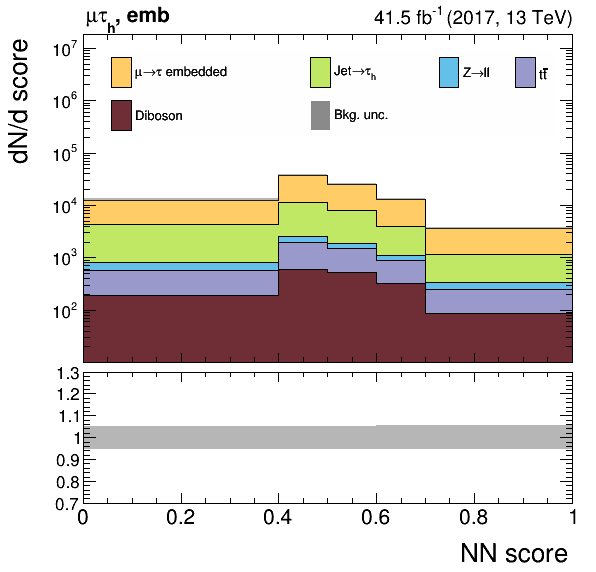 μτh, emb
41.5 fb⁻¹ (2017, 13 TeV)
dN/d score
10⁷
10⁶
10⁵
10⁴
10³
10²
μ→τ embedded
Jet→τh
Z→ll
tt̄
Diboson
Bkg. unc.
1.3
1.2
1.1
1
0.9
0.8
0.7
0 0.2 0.4 0.6 0.8 1
NN score